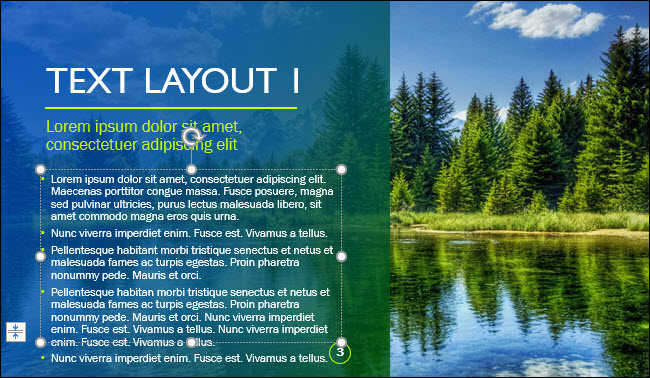 TEXT LAYOUT 1
Lorem ipsum dolor sit amet,
consectetuer adipiscing elit
• Lorem ipsum dolor sit amet, consectetuer adipiscing elit.
Maecenas porttitor congue massa. Fusce posuere, magna
sed pulvinar ultricies, purus lectus malesuada libero, sit
amet commodo magna eros quis urna.
• Nunc viverra imperdiet enim. Fusce est. Vivamus a tellus.
• Pellentesque habitant morbi tristique senectus et netus et
malesuada fames ac turpis egestas. Proin pharetra
nonummy pede. Mauris et orci.
• Pellentesque habitant morbi tristique senectus et netus et
malesuada fames ac turpis egestas. Proin pharetra
nonummy pede. Mauris et orci. Nunc viverra imperdiet
enim. Fusce est. Vivamus a tellus. Nunc viverra imperdiet
enim. Fusce est. Vivamus a tellus.
• Nunc viverra imperdiet enim. Fusce est. Vivamus a tellus.
3